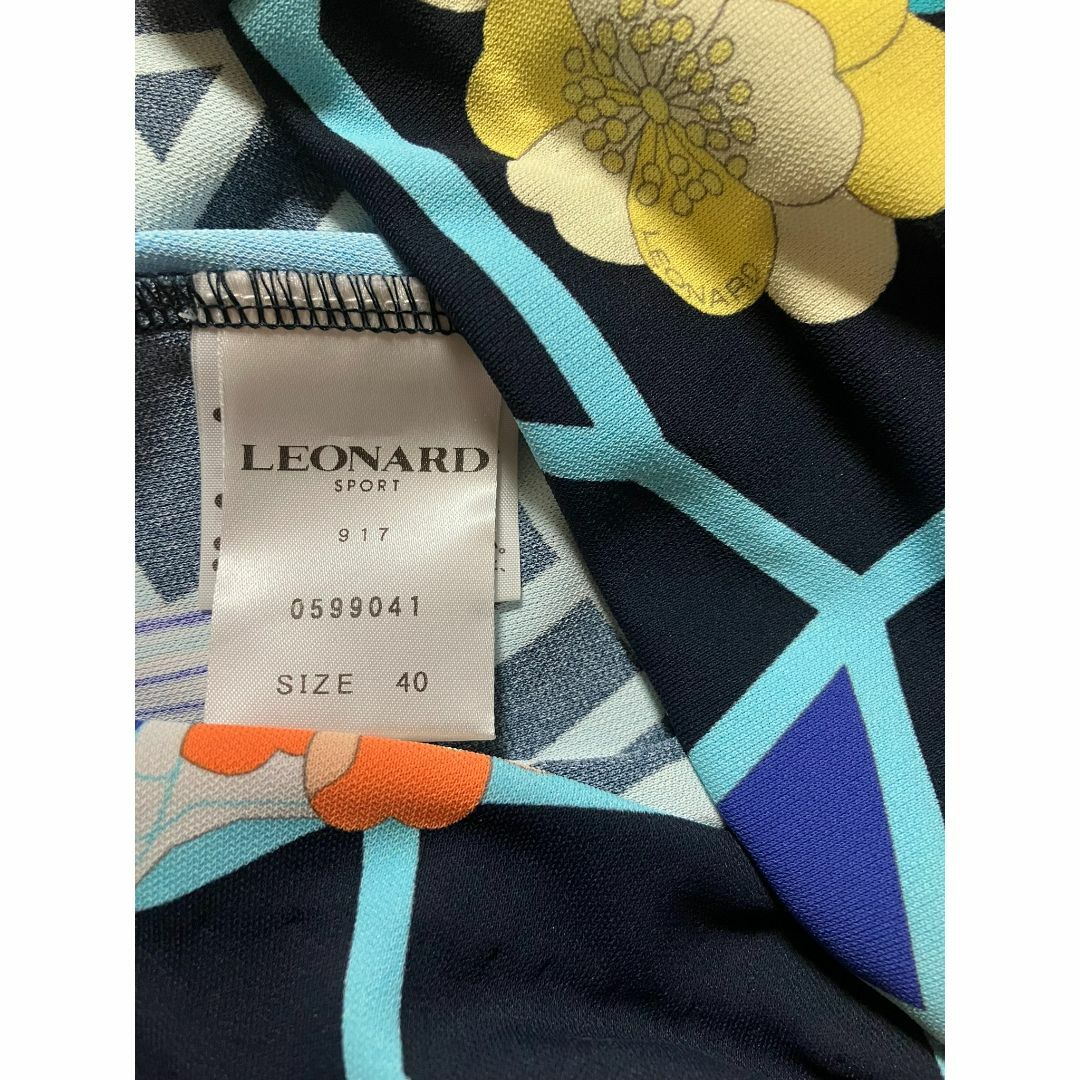 LEONARD
LEONARD
SPORT
917
0599041
SIZE 40